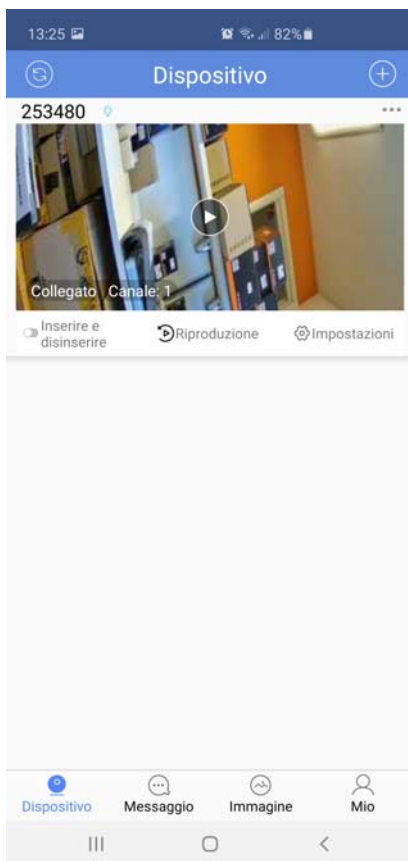 13:25 82%
Dispositivo
253480
Collegato Canale: 1
Inserire e
disinserire
Riproduzione
Impostazioni
Dispositivo Messaggio Immagine Mio